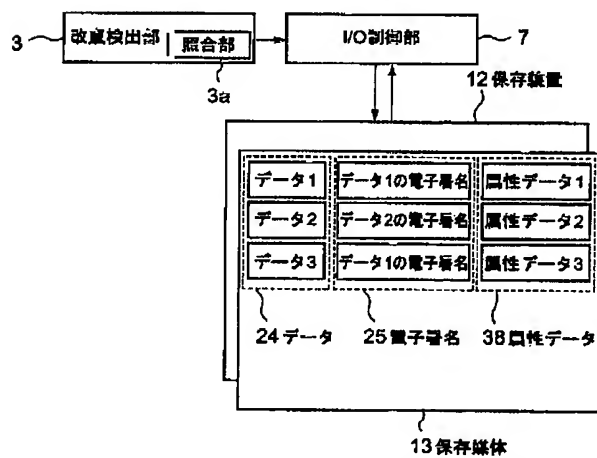 3
改竄検出部
照合部
3a
I/O制御部
7
12 保存装置
データ1
データ1の電子署名
属性データ1
データ2
データ2の電子署名
属性データ2
データ3
データ1の電子署名
属性データ3
24 データ
25 電子署名
38 属性データ
13 保存媒体